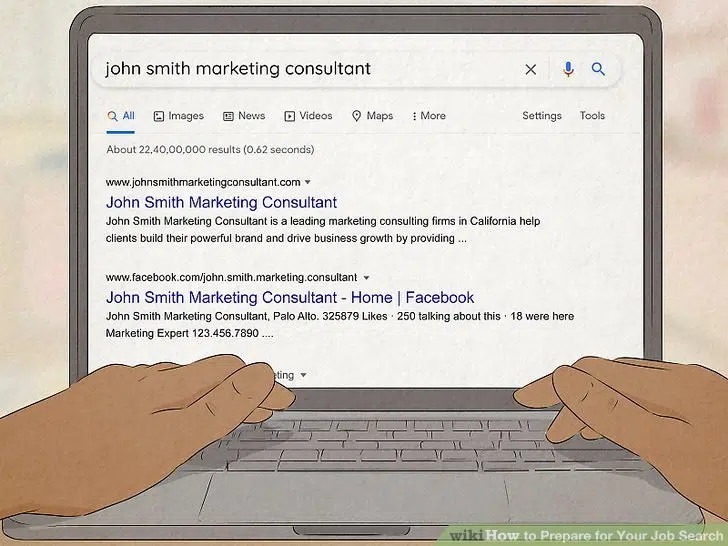 john smith marketing consultant
All Images News Videos Maps More Settings Tools
About 22,40,00,000 results (0.62 seconds)
www.johnsmithmarketingconsultant.com
John Smith Marketing Consultant
John Smith Marketing Consultant is a leading marketing consulting firms in California help
clients build their powerful brand and drive business growth by providing ...
www.facebook.com/john.smith.marketing.consultant
John Smith Marketing Consultant - Home | Facebook
John Smith Marketing Consultant, Palo Alto. 325879 Likes · 250 talking about this · 18 were here
Marketing Expert 123.456.7890 ....
eting
wikiHow to Prepare for Your Job Search